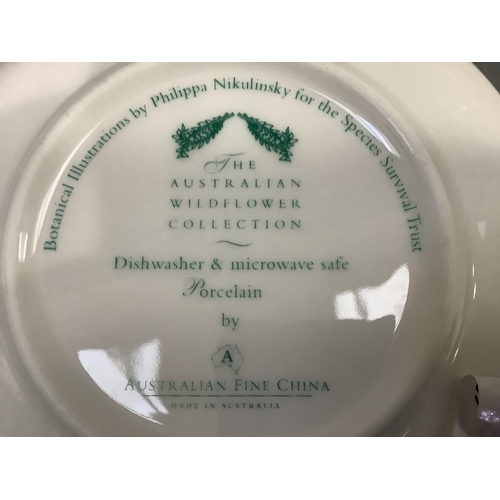 Botanical Illustrations by Philippa Nikulinsky for the Species Survival Trust
THE
AUSTRALIAN
WILDFLOWER
COLLECTION
~
Dishwasher & microwave safe
Porcelain
by
A
AUSTRALIAN FINE CHINA
MADE IN AUSTRALIA